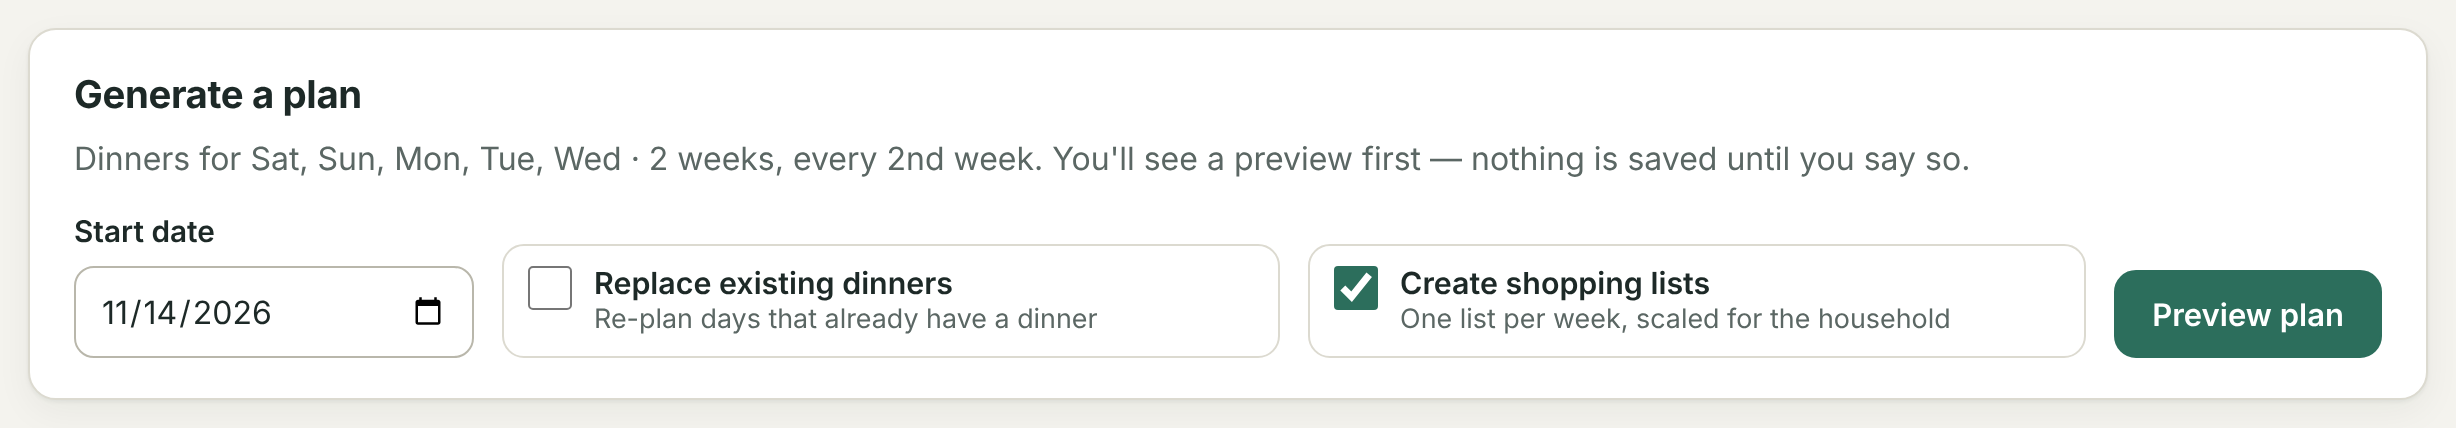 Generate a plan
Dinners for Sat, Sun, Mon, Tue, Wed · 2 weeks, every 2nd week. You'll see a preview first — nothing is saved until you say so.
Start date
11/14/2026
Replace existing dinners
Re-plan days that already have a dinner
Create shopping lists
One list per week, scaled for the household
Preview plan